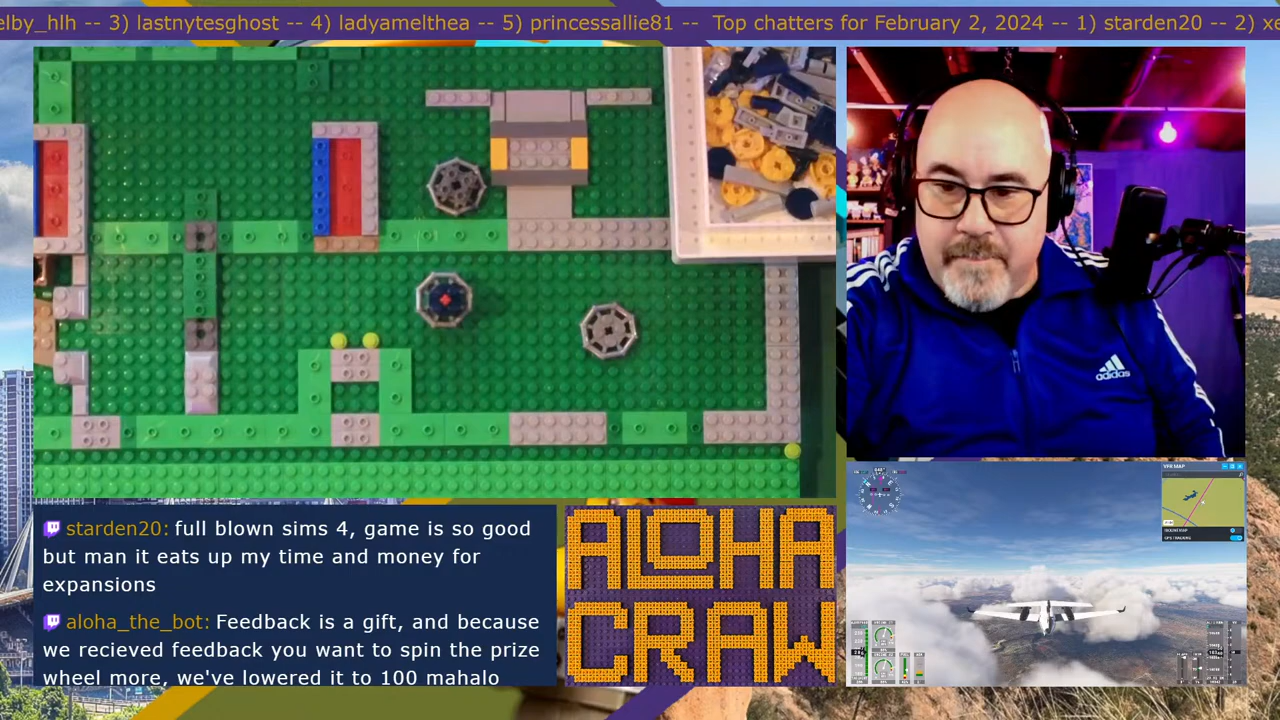 elby_hlh -- 3) lastnytesghost -- 4) ladyamelthea -- 5) princessallie81 -- Top chatters for February 2, 2024 -- 1) starden20 -- 2) xe
adidas
VFR MAP
starden20: full blown sims 4, game is so good
but man it eats up my time and money for
expansions
aloha_the_bot: Feedback is a gift, and because
we recieved feedback you want to spin the prize
wheel more, we've lowered it to 100 mahalo
ALOHA
CRAW